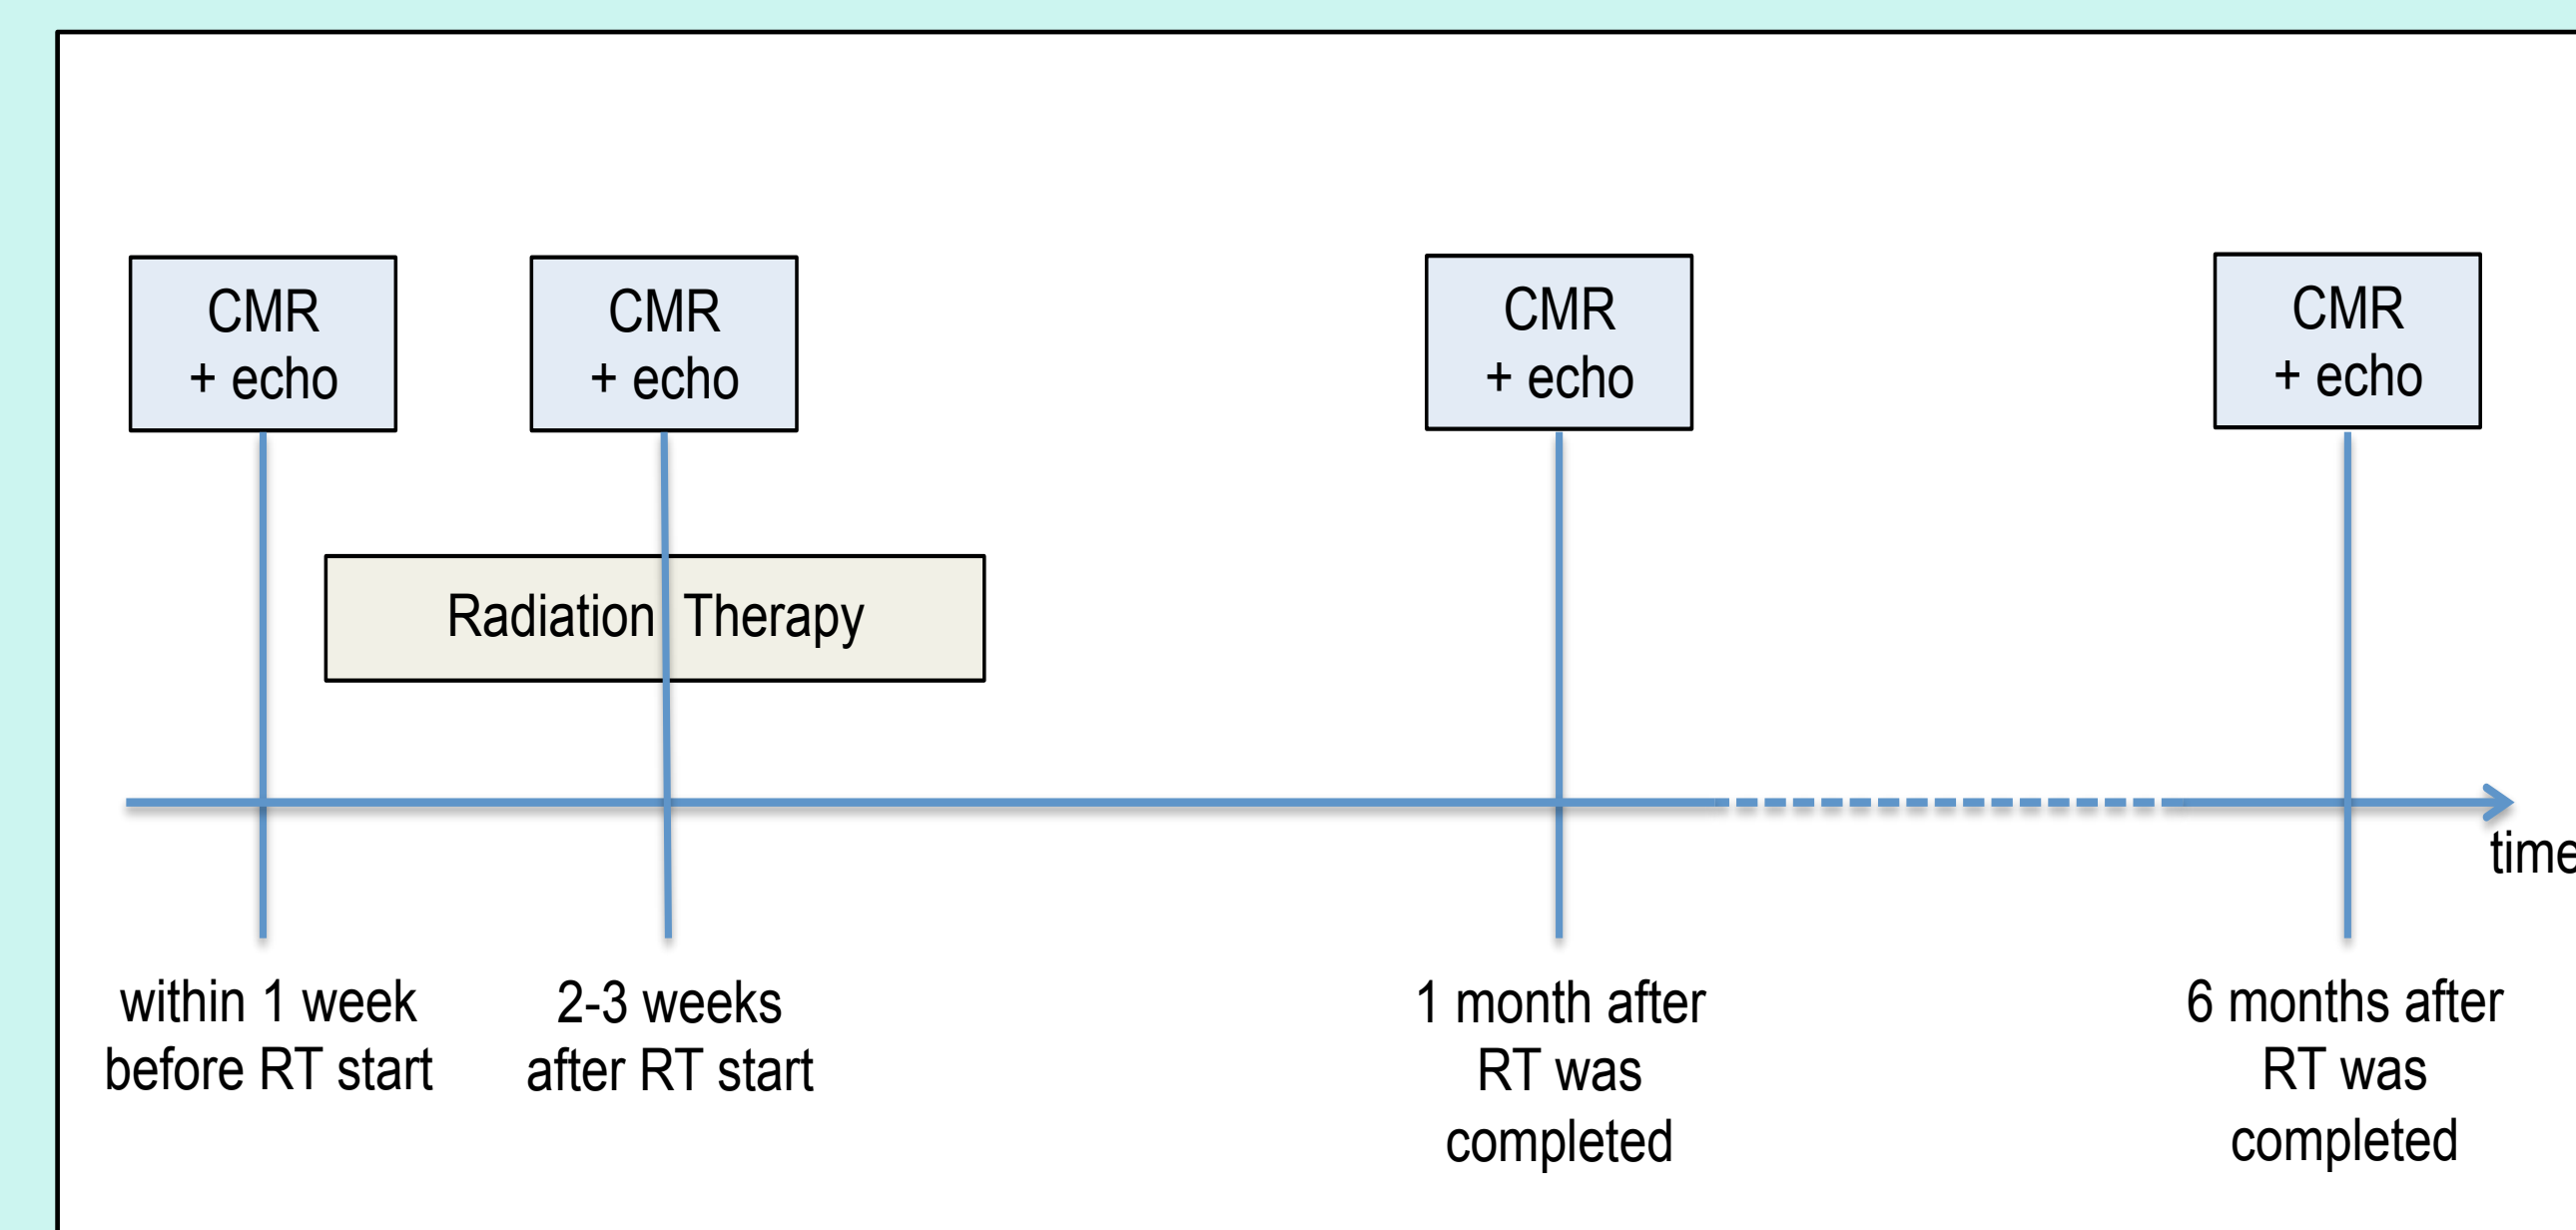 CMR
+ echo
CMR
+ echo
CMR
+ echo
CMR
+ echo
Radiation Therapy
time
within 1 week
before RT start
2-3 weeks
after RT start
1 month after
RT was
completed
6 months after
RT was
completed